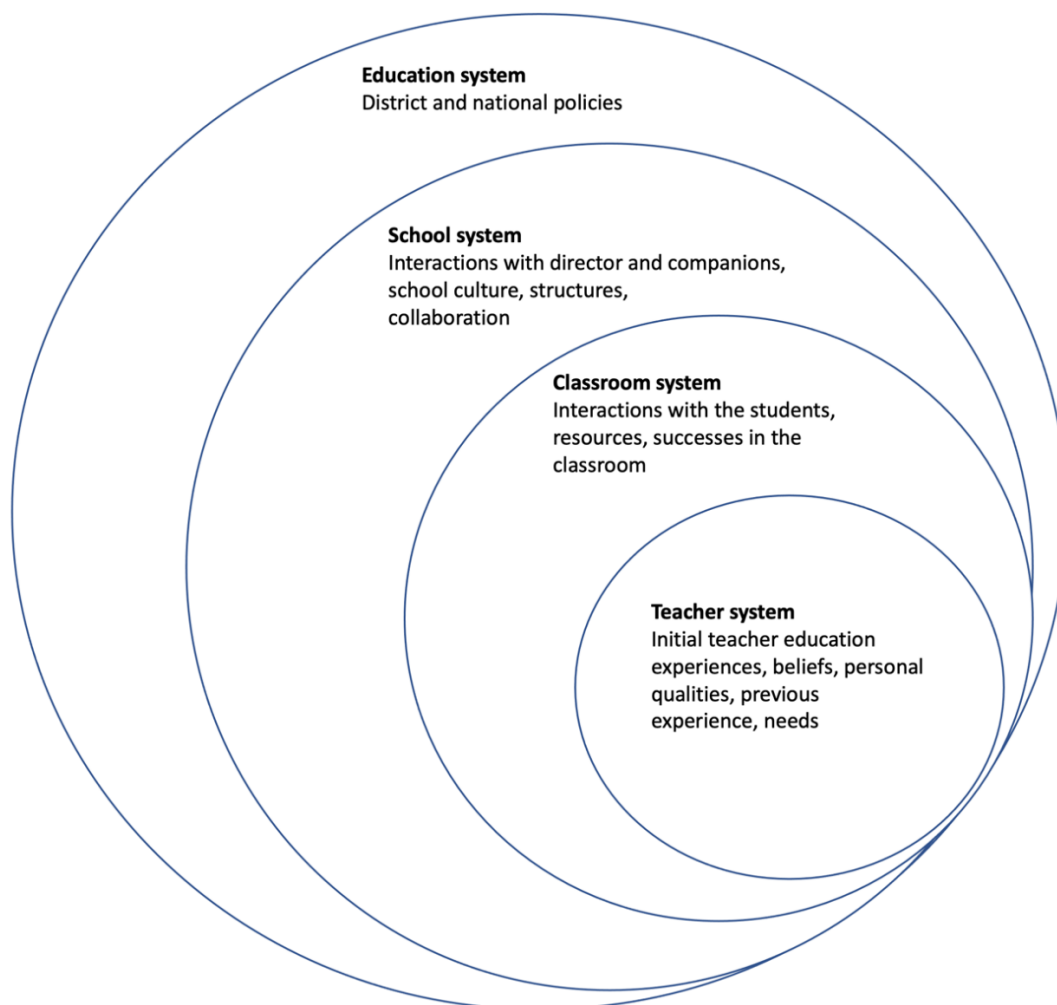 Education system
District and national policies
School system
Interactions with director and companions,
school culture, structures,
collaboration
Classroom system
Interactions with the students,
resources, successes in the
classroom
Teacher system
Initial teacher education
experiences, beliefs, personal
qualities, previous
experience, needs